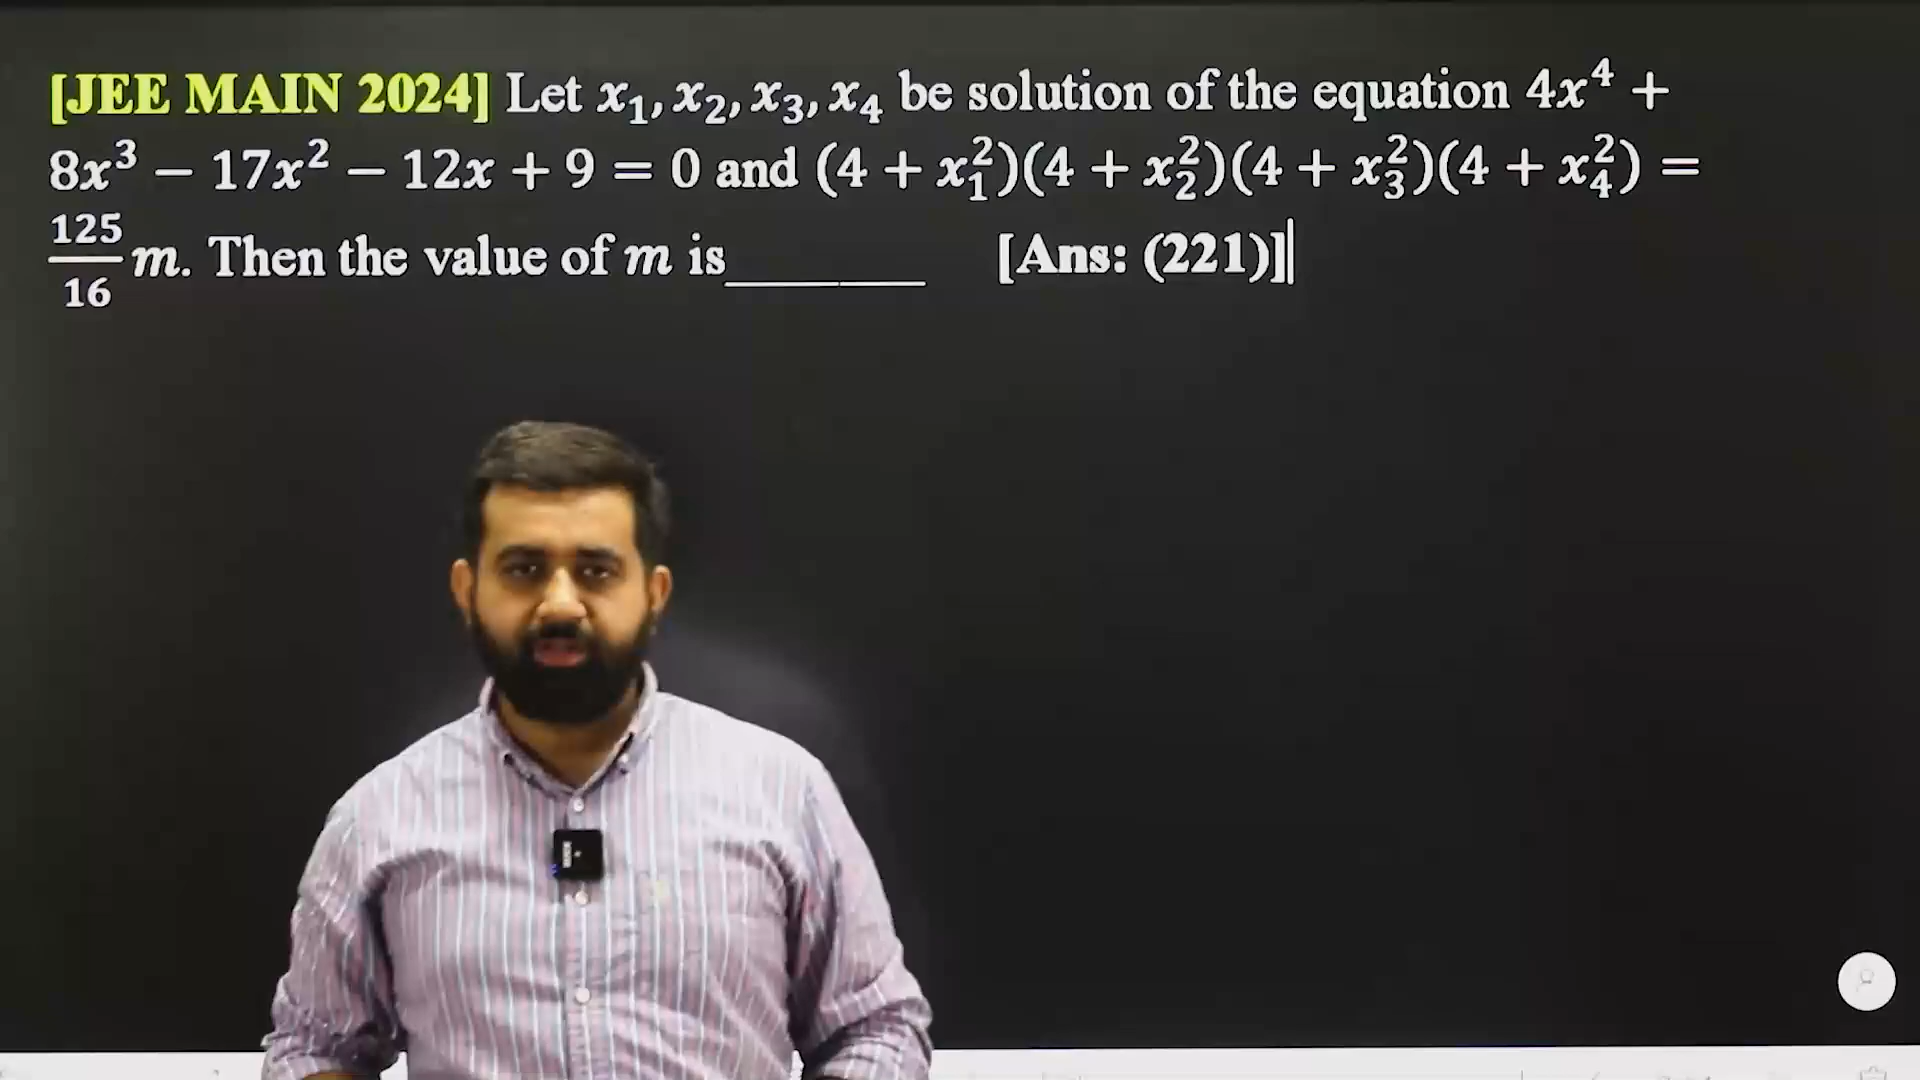 [JEE MAIN 2024] Let x₁, x₂, x₃, x₄ be solution of the equation 4x⁴ +
8x³ − 17x² − 12x + 9 = 0 and (4 + x₁²)(4 + x₂²)(4 + x₃²)(4 + x₄²) =
125/16 m. Then the value of m is________ [Ans: (221)]